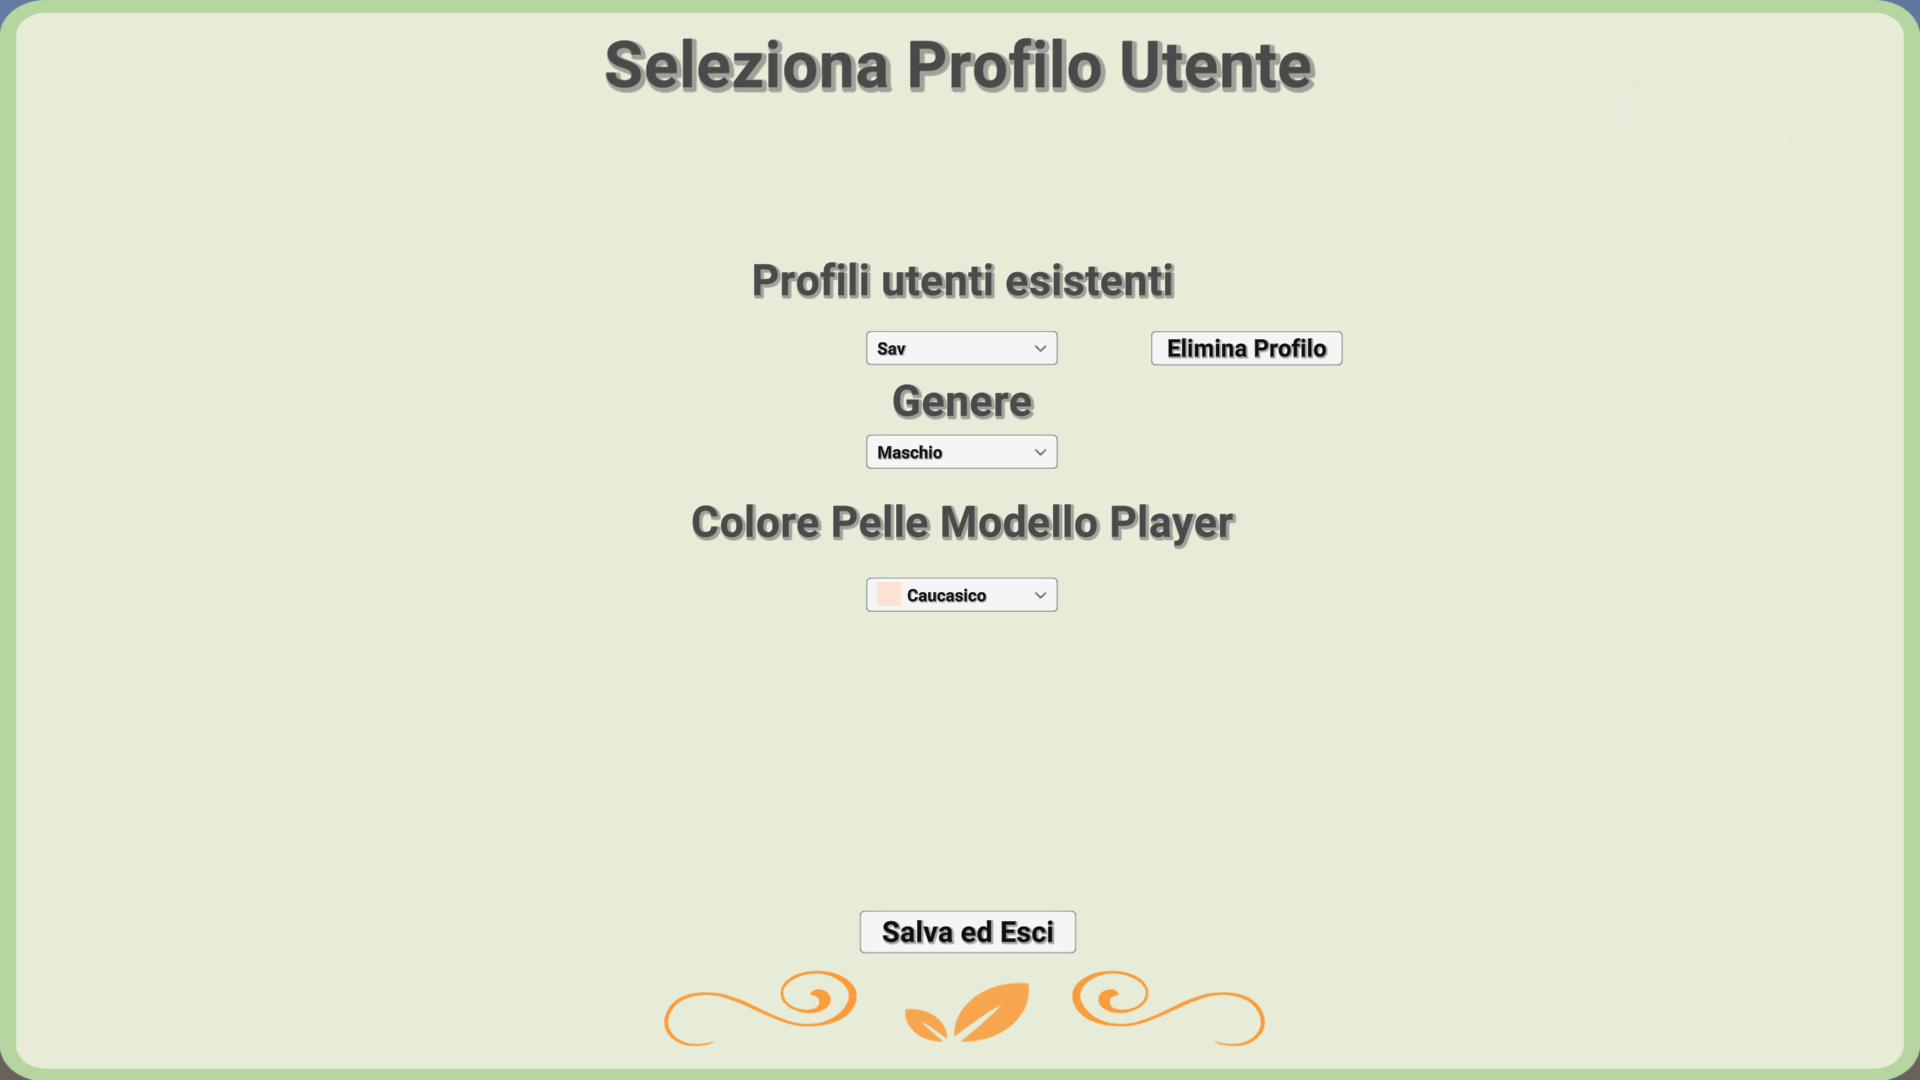 Seleziona Profilo Utente
Profili utenti esistenti
Sav
Elimina Profilo
Genere
Maschio
Colore Pelle Modello Player
Caucasico
Salva ed Esci